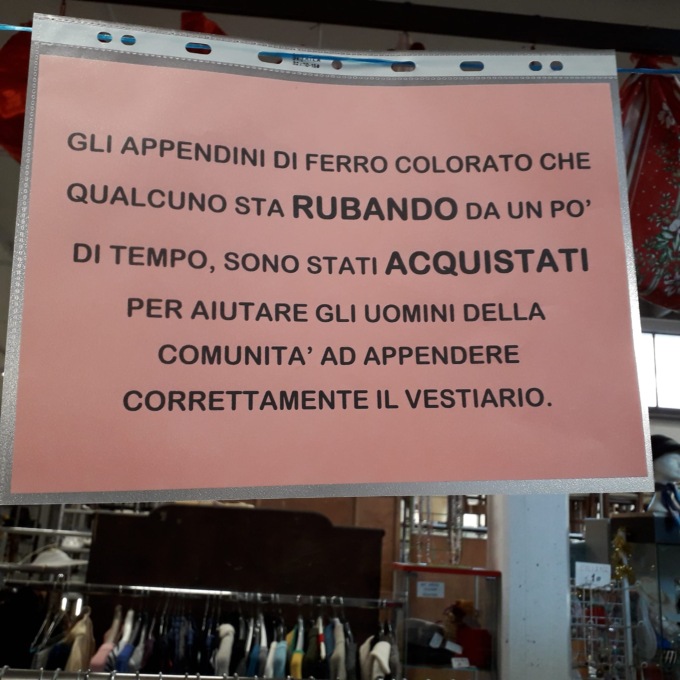 GLI APPENDINI DI FERRO COLORATO CHE
QUALCUNO STA RUBANDO DA UN PO'
DI TEMPO, SONO STATI ACQUISTATI
PER AIUTARE GLI UOMINI DELLA
COMUNITA' AD APPENDERE
CORRETTAMENTE IL VESTIARIO.